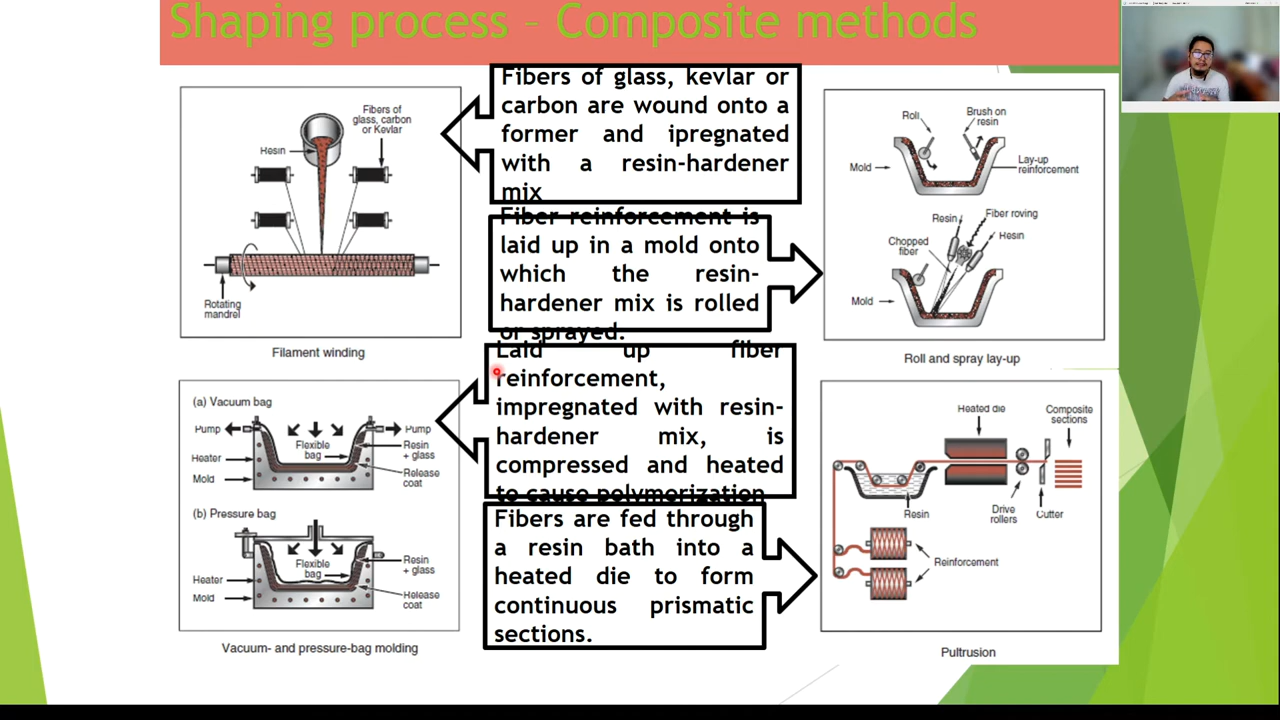 Shaping process – Composite methods
Fibers of
glass, carbon
or Kevlar
Resin
Rotating
mandrel
Filament winding
Fibers of glass, kevlar or
carbon are wound onto a
former and ipregnated
with a resin-hardener
mix
Roll
Brush on
resin
Mold
Lay-up
reinforcement
Resin
Fiber roving
Resin
Chopped
fiber
Mold
Roll and spray lay-up
Fiber reinforcement is
laid up in a mold onto
which the resin-
hardener mix is rolled
or sprayed.
Laid up fiber
reinforcement,
impregnated with resin-
hardener mix, is
compressed and heated
to cause polymorization
(a) Vacuum bag
Pump
Pump
Flexible
bag
Resin
+ glass
Heater
Mold
Release
coat
(b) Pressure bag
Flexible
bag
Resin
+ glass
Heater
Mold
Release
coat
Vacuum- and pressure-bag molding
Fibers are fed through
a resin bath into a
heated die to form
continuous prismatic
sections.
Heated die
Composite
sections
Resin
Drive
rollers
Cutter
Reinforcement
Pultrusion